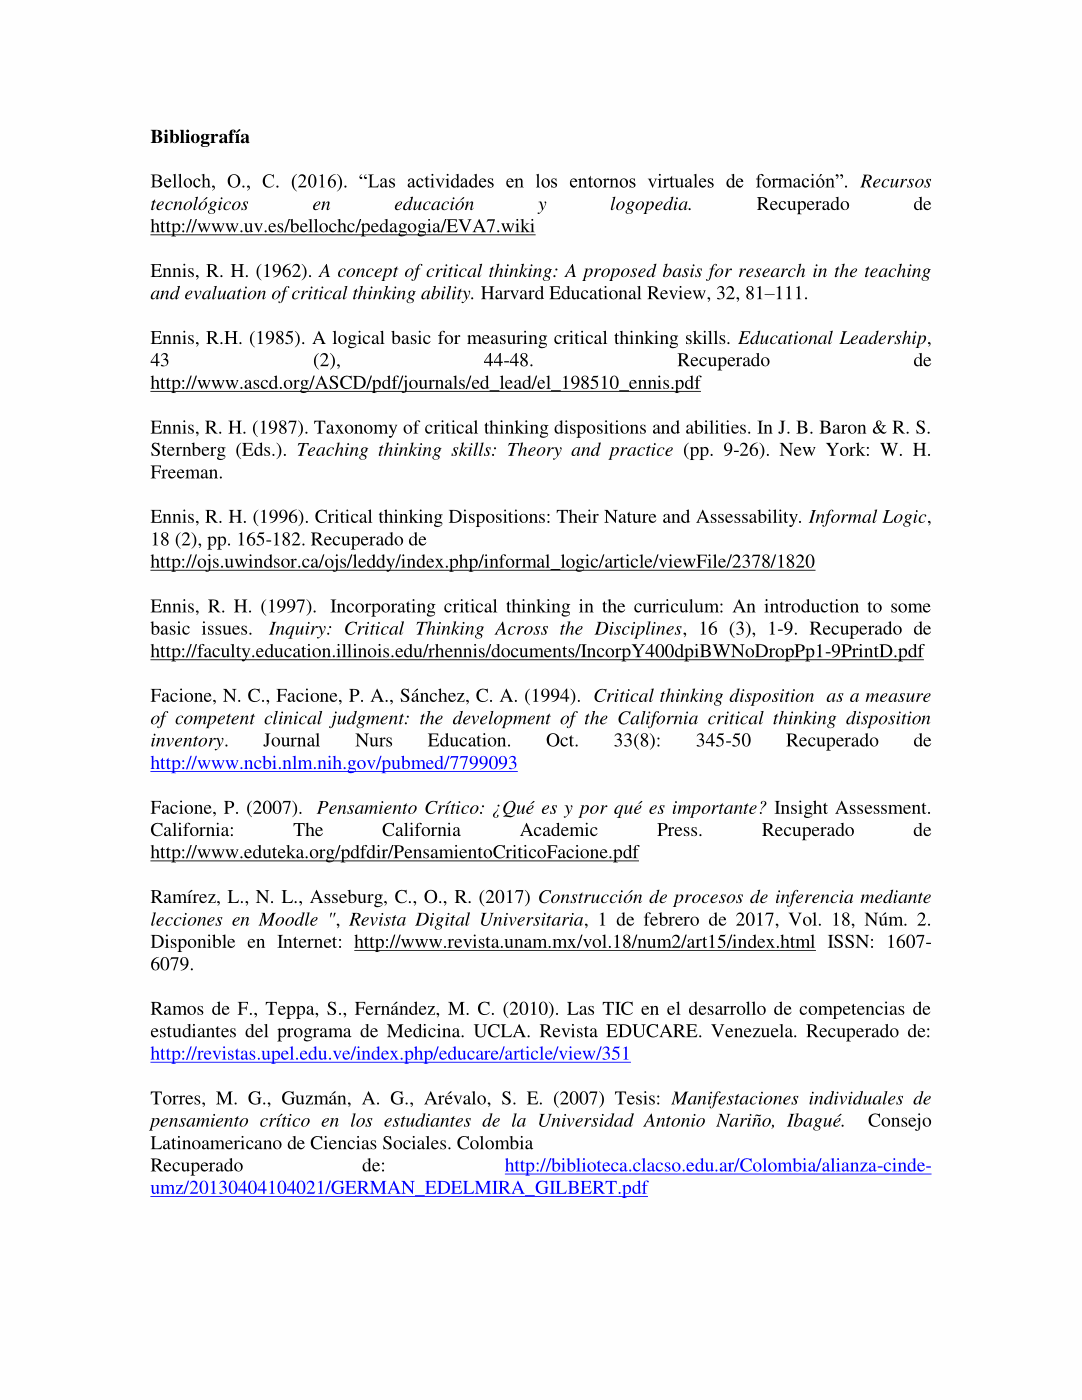 Bibliografía
Belloch, O., C. (2016). “Las actividades en los entornos virtuales de formación”. Recursos
tecnológicos en educación y logopedia. Recuperado de
http://www.uv.es/bellochc/pedagogia/EVA7.wiki
Ennis, R. H. (1962). A concept of critical thinking: A proposed basis for research in the teaching
and evaluation of critical thinking ability. Harvard Educational Review, 32, 81–111.
Ennis, R.H. (1985). A logical basic for measuring critical thinking skills. Educational Leadership,
43 (2), 44-48. Recuperado de
http://www.ascd.org/ASCD/pdf/journals/ed_lead/el_198510_ennis.pdf
Ennis, R. H. (1987). Taxonomy of critical thinking dispositions and abilities. In J. B. Baron & R. S.
Sternberg (Eds.). Teaching thinking skills: Theory and practice (pp. 9-26). New York: W. H.
Freeman.
Ennis, R. H. (1996). Critical thinking Dispositions: Their Nature and Assessability. Informal Logic,
18 (2), pp. 165-182. Recuperado de
http://ojs.uwindsor.ca/ojs/leddy/index.php/informal_logic/article/viewFile/2378/1820
Ennis, R. H. (1997). Incorporating critical thinking in the curriculum: An introduction to some
basic issues. Inquiry: Critical Thinking Across the Disciplines, 16 (3), 1-9. Recuperado de
http://faculty.education.illinois.edu/rhennis/documents/IncorpY400dpiBWNoDropPp1-9PrintD.pdf
Facione, N. C., Facione, P. A., Sánchez, C. A. (1994). Critical thinking disposition as a measure
of competent clinical judgment: the development of the California critical thinking disposition
inventory. Journal Nurs Education. Oct. 33(8): 345-50 Recuperado de
http://www.ncbi.nlm.nih.gov/pubmed/7799093
Facione, P. (2007). Pensamiento Crítico: ¿Qué es y por qué es importante? Insight Assessment.
California: The California Academic Press. Recuperado de
http://www.eduteka.org/pdfdir/PensamientoCriticoFacione.pdf
Ramírez, L., N. L., Asseburg, C., O., R. (2017) Construcción de procesos de inferencia mediante
lecciones en Moodle ", Revista Digital Universitaria, 1 de febrero de 2017, Vol. 18, Núm. 2.
Disponible en Internet: http://www.revista.unam.mx/vol.18/num2/art15/index.html ISSN: 1607-
6079.
Ramos de F., Teppa, S., Fernández, M. C. (2010). Las TIC en el desarrollo de competencias de
estudiantes del programa de Medicina. UCLA. Revista EDUCARE. Venezuela. Recuperado de:
http://revistas.upel.edu.ve/index.php/educare/article/view/351
Torres, M. G., Guzmán, A. G., Arévalo, S. E. (2007) Tesis: Manifestaciones individuales de
pensamiento crítico en los estudiantes de la Universidad Antonio Nariño, Ibagué. Consejo
Latinoamericano de Ciencias Sociales. Colombia
Recuperado de: http://biblioteca.clacso.edu.ar/Colombia/alianza-cinde-
umz/20130404104021/GERMAN_EDELMIRA_GILBERT.pdf